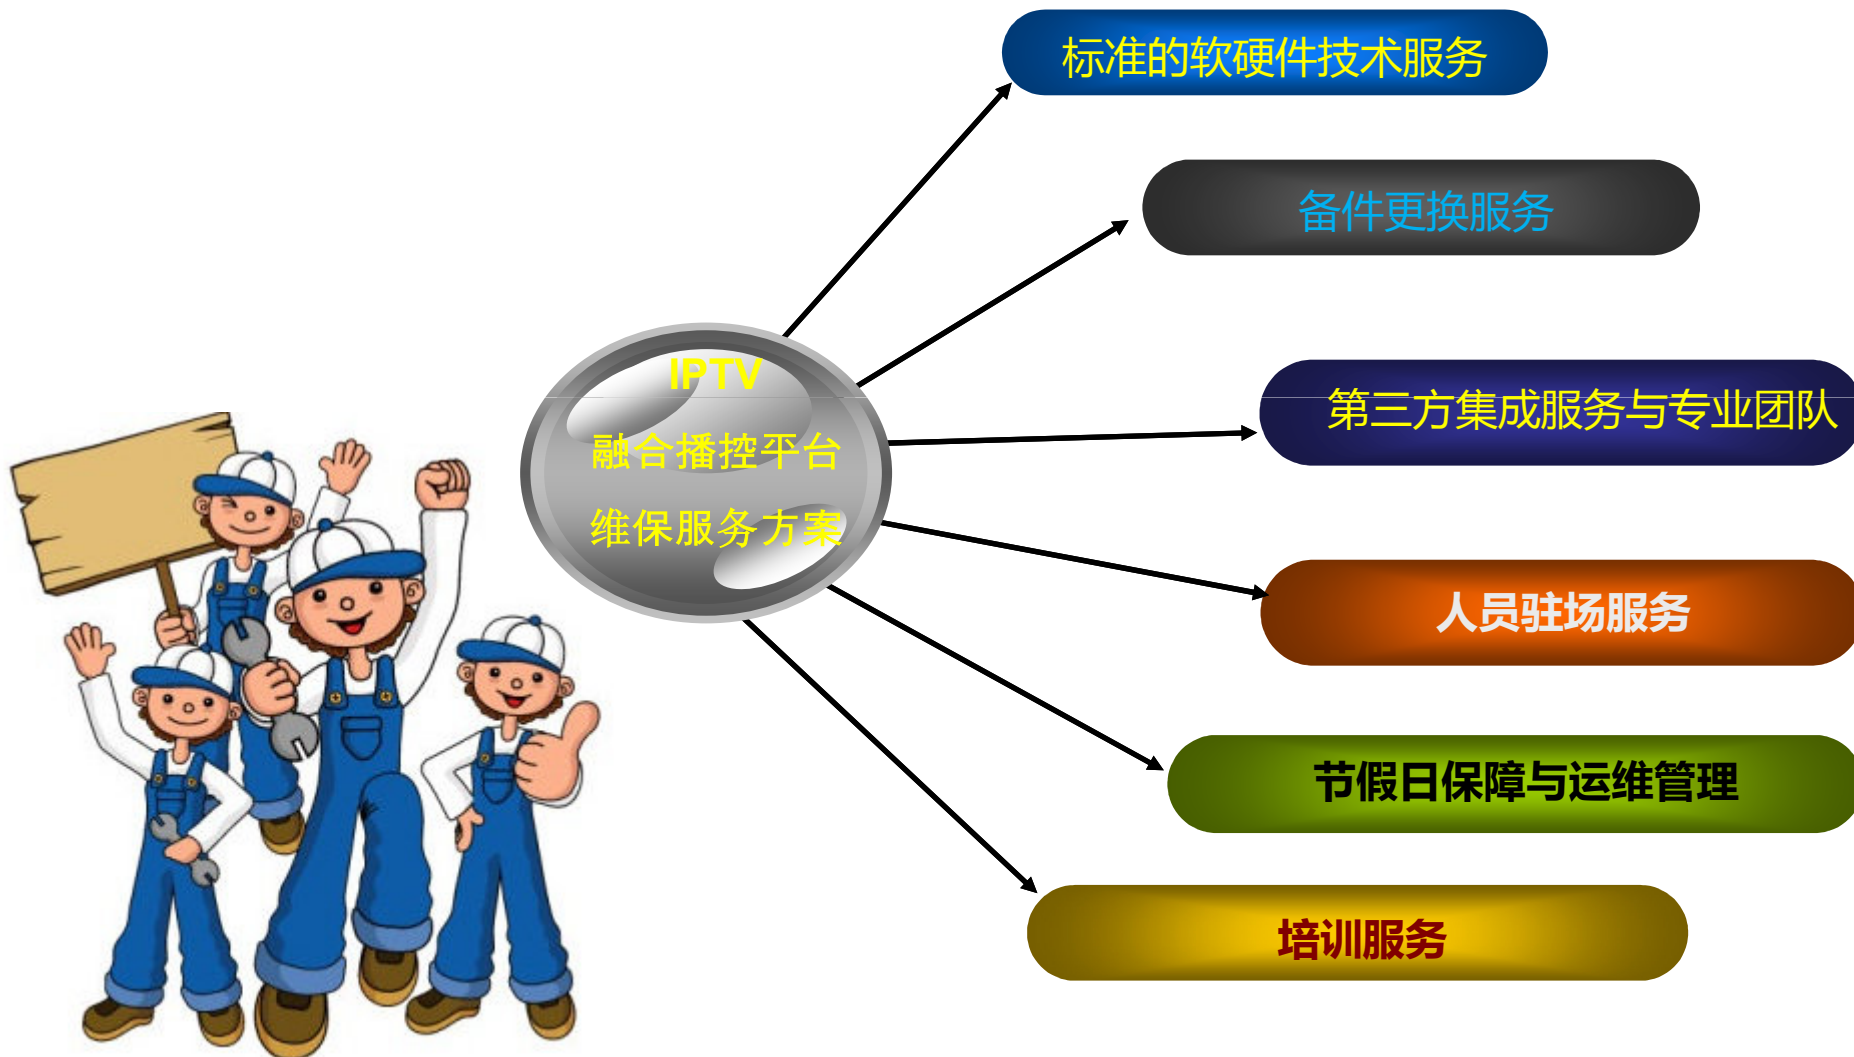 标准的软硬件技术服务
备件更换服务
IPTV
融合播控平台
维保服务方案
第三方集成服务与专业团队
人员驻场服务
节假日保障与运维管理
培训服务